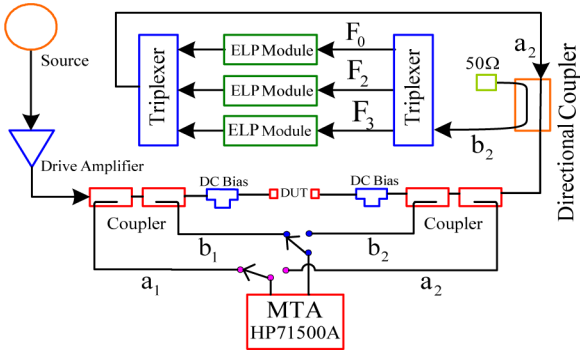 Source
Drive Amplifier
Triplexer
ELP Module
ELP Module
ELP Module
F0
F2
F3
Triplexer
50Ω
a2
b2
Directional Coupler
Coupler
DC Bias
DUT
DC Bias
Coupler
b1
b2
a1
a2
MTA
HP71500A